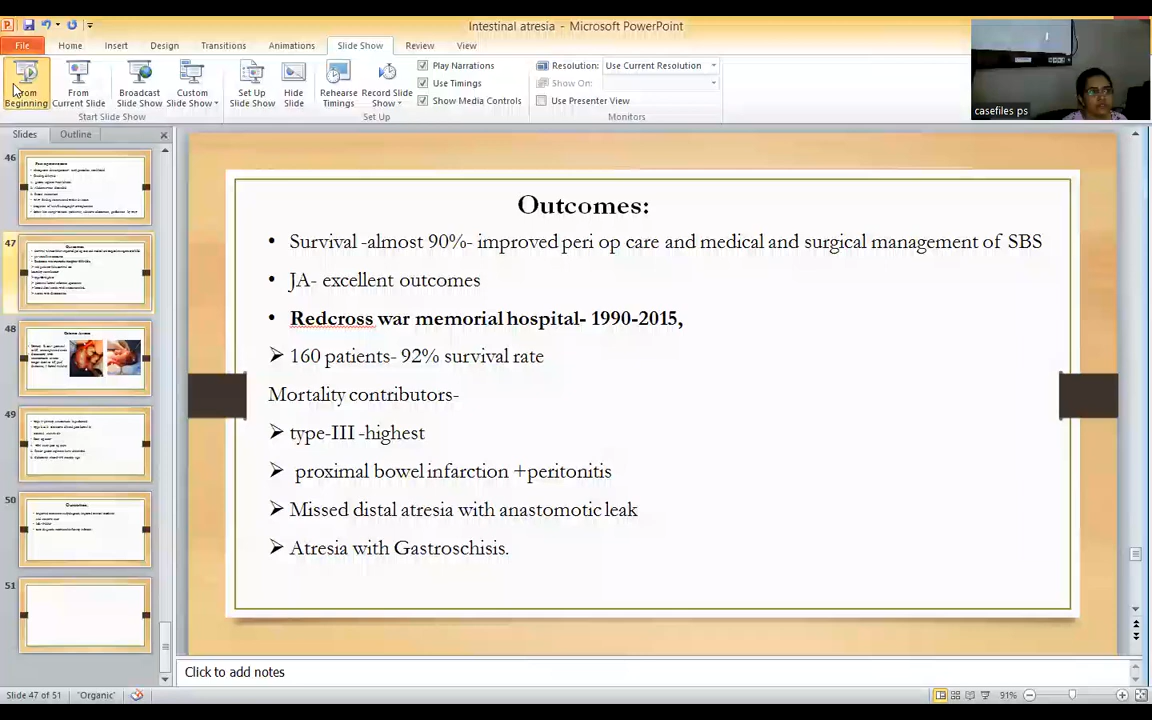 Intestinal atresia - Microsoft PowerPoint
File Home Insert Design Transitions Animations Slide Show Review View
From Beginning
From Current Slide
Broadcast Slide Show
Custom Slide Show
Start Slide Show
Set Up Slide Show
Hide Slide
Rehearse Timings
Record Slide Show
Play Narrations
Use Timings
Show Media Controls
Set Up
Resolution: Use Current Resolution
Show On:
Use Presenter View
Monitors
casefiles ps
Slides Outline
46
47
48
49
50
51
Outcomes:
• Survival -almost 90%- improved peri op care and medical and surgical management of SBS
• JA- excellent outcomes
• Redcross war memorial hospital- 1990-2015,
➢ 160 patients- 92% survival rate
Mortality contributors-
➢ type-III -highest
➢ proximal bowel infarction +peritonitis
➢ Missed distal atresia with anastomotic leak
➢ Atresia with Gastroschisis.
Click to add notes
Slide 47 of 51 "Organic" 91%